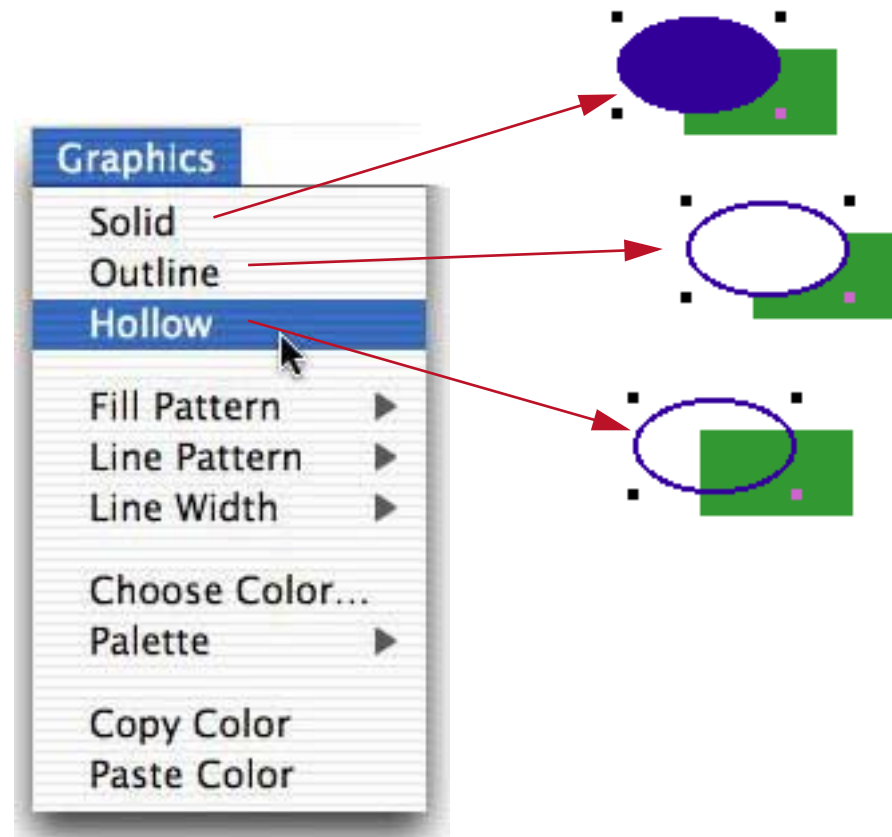 Graphics
Solid
Outline
Hollow
Fill Pattern
Line Pattern
Line Width
Choose Color...
Palette
Copy Color
Paste Color